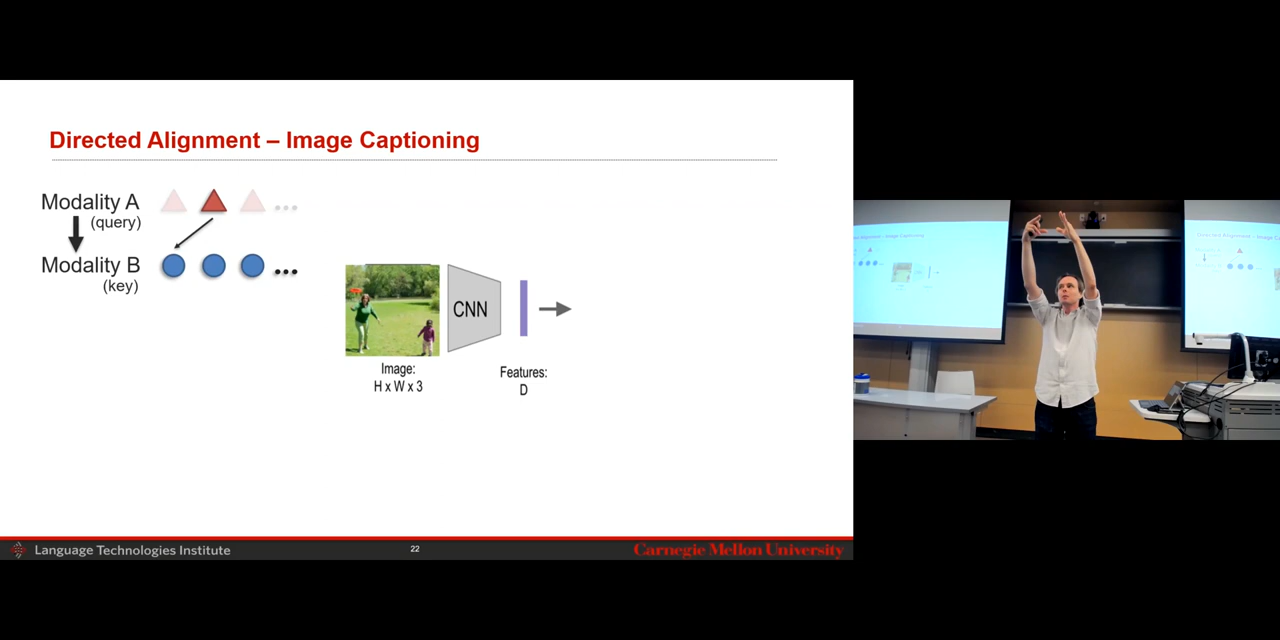 Directed Alignment – Image Captioning
Modality A
(query)
Modality B
(key)
CNN
Image:
H x W x 3
Features:
D
Language Technologies Institute
22
Carnegie Mellon University